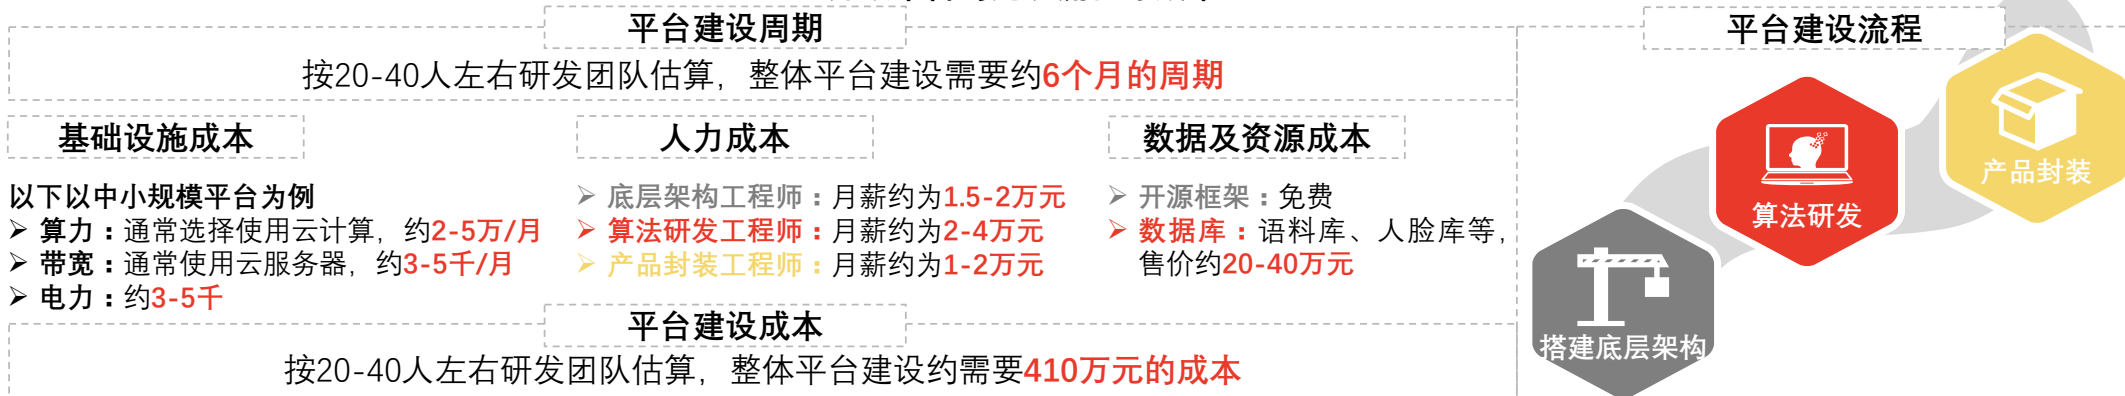 平台建设周期
按20-40人左右研发团队估算，整体平台建设需要约6个月的周期
基础设施成本
以下以中小规模平台为例
➢ 算力：通常选择使用云计算，约2-5万/月
➢ 带宽：通常使用云服务器，约3-5千/月
➢ 电力：约3-5千
人力成本
➢ 底层架构工程师：月薪约为1.5-2万元
➢ 算法研发工程师：月薪约为2-4万元
➢ 产品封装工程师：月薪约为1-2万元
数据及资源成本
➢ 开源框架：免费
➢ 数据库：语料库、人脸库等，
售价约20-40万元
平台建设成本
按20-40人左右研发团队估算，整体平台建设约需要410万元的成本
平台建设流程
产品封装
算法研发
搭建底层架构